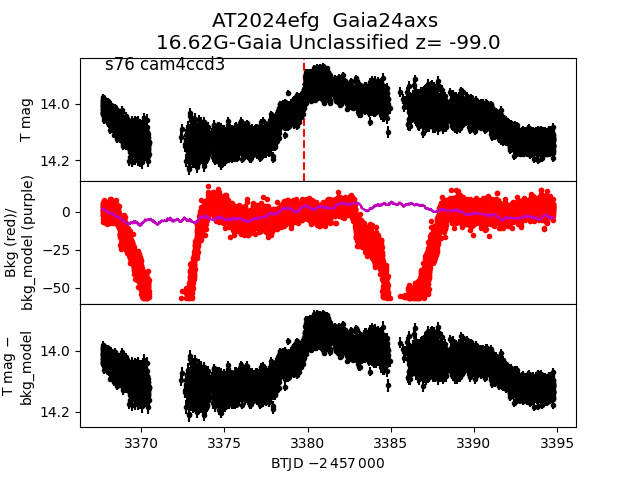 AT2024efg  Gaia24axs
16.62G-Gaia Unclassified z= -99.0
s76 cam4ccd3
T mag
14.0
14.2
Bkg (red)/
bkg_model (purple)
0
−25
−50
T mag −
bkg_model
14.0
14.2
3370 3375 3380 3385 3390 3395
BTJD −2 457 000